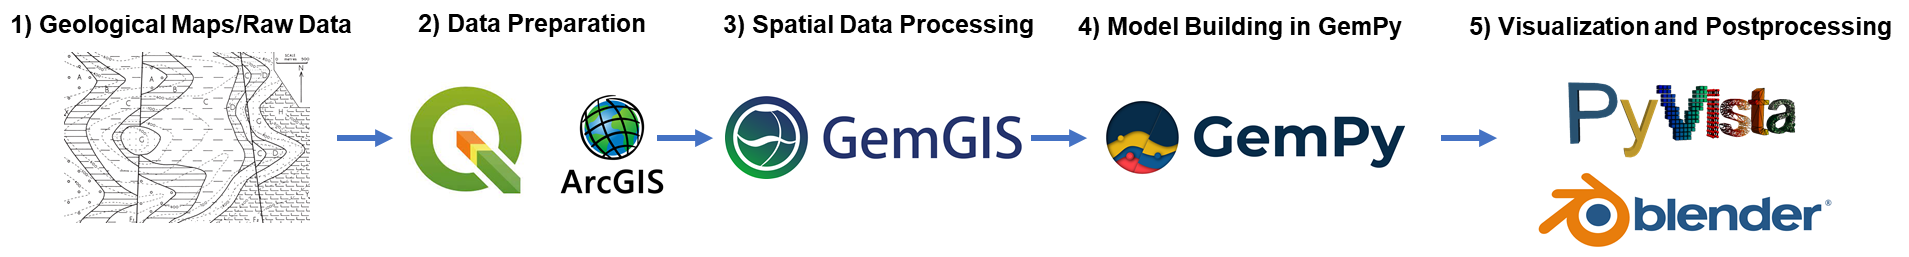 1) Geological Maps/Raw Data
2) Data Preparation
3) Spatial Data Processing
4) Model Building in GemPy
5) Visualization and Postprocessing
ArcGIS
GemGIS
GemPy
PyVista
blender®